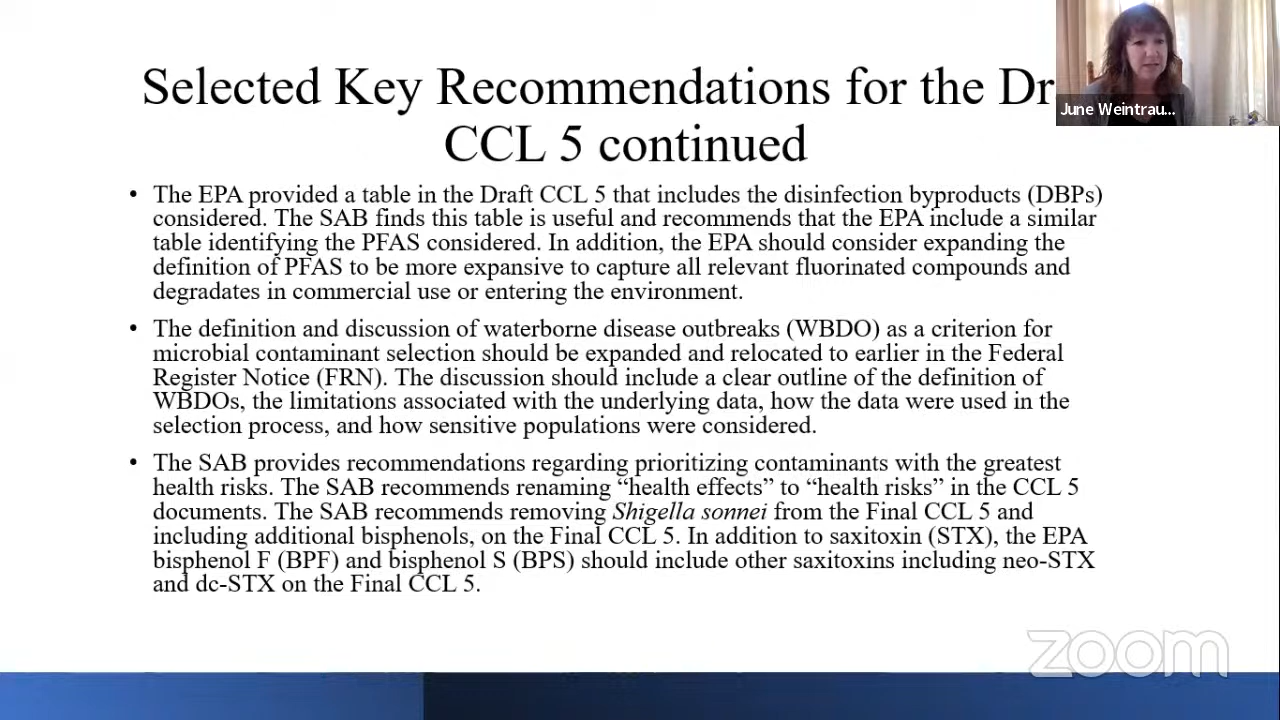 Selected Key Recommendations for the Dr
CCL 5 continued
June Weintrau...
• The EPA provided a table in the Draft CCL 5 that includes the disinfection byproducts (DBPs)
considered. The SAB finds this table is useful and recommends that the EPA include a similar
table identifying the PFAS considered. In addition, the EPA should consider expanding the
definition of PFAS to be more expansive to capture all relevant fluorinated compounds and
degradates in commercial use or entering the environment.
• The definition and discussion of waterborne disease outbreaks (WBDO) as a criterion for
microbial contaminant selection should be expanded and relocated to earlier in the Federal
Register Notice (FRN). The discussion should include a clear outline of the definition of
WBDOs, the limitations associated with the underlying data, how the data were used in the
selection process, and how sensitive populations were considered.
• The SAB provides recommendations regarding prioritizing contaminants with the greatest
health risks. The SAB recommends renaming “health effects” to “health risks” in the CCL 5
documents. The SAB recommends removing Shigella sonnei from the Final CCL 5 and
including additional bisphenols, on the Final CCL 5. In addition to saxitoxin (STX), the EPA
bisphenol F (BPF) and bisphenol S (BPS) should include other saxitoxins including neo-STX
and dc-STX on the Final CCL 5.
zoom